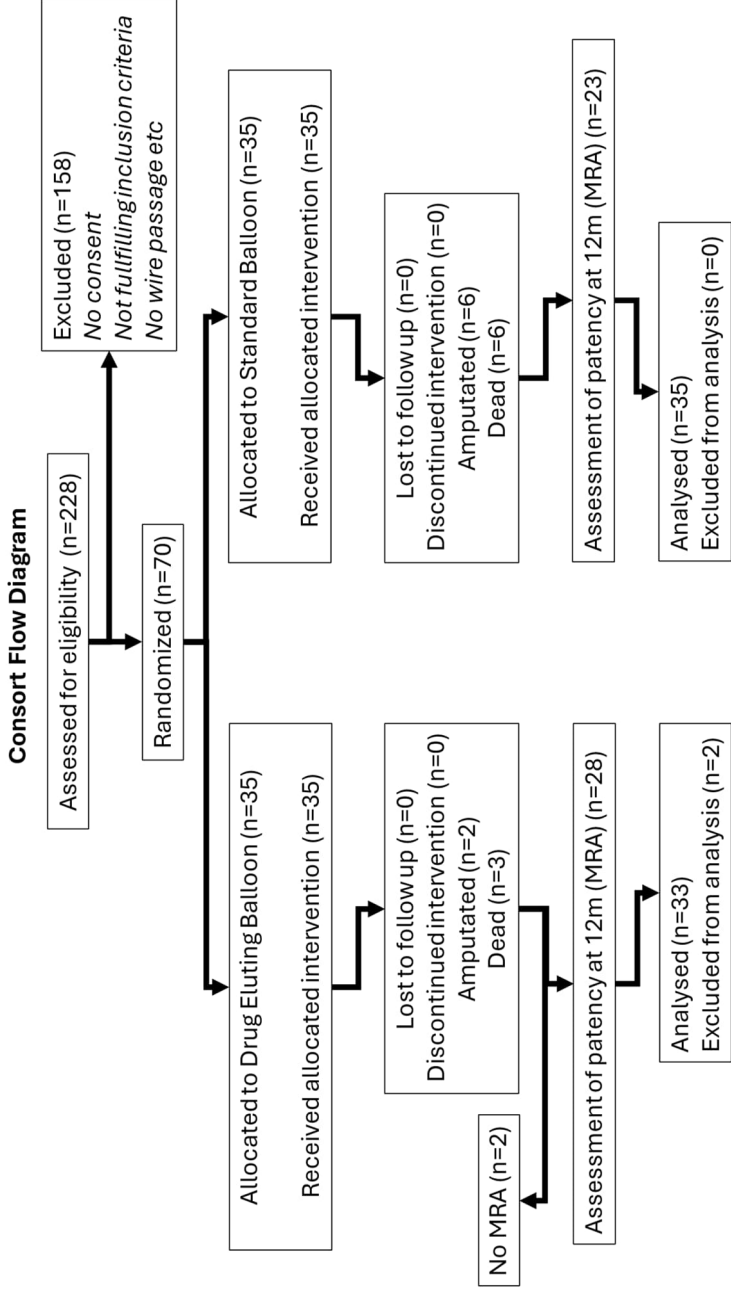 Consort Flow Diagram
Assessed for eligibility (n=228)
Excluded (n=158)
No consent
Not fullfilling inclusion criteria
No wire passage etc
Randomized (n=70)
Allocated to Drug Eluting Balloon (n=35)
Received allocated intervention (n=35)
Allocated to Standard Balloon (n=35)
Received allocated intervention (n=35)
Lost to follow up (n=0)
Discontinued intervention (n=0)
Amputated (n=2)
Dead (n=3)
Lost to follow up (n=0)
Discontinued intervention (n=0)
Amputated (n=6)
Dead (n=6)
No MRA (n=2)
Assessment of patency at 12m (MRA) (n=28)
Assessment of patency at 12m (MRA) (n=23)
Analysed (n=33)
Excluded from analysis (n=2)
Analysed (n=35)
Excluded from analysis (n=0)